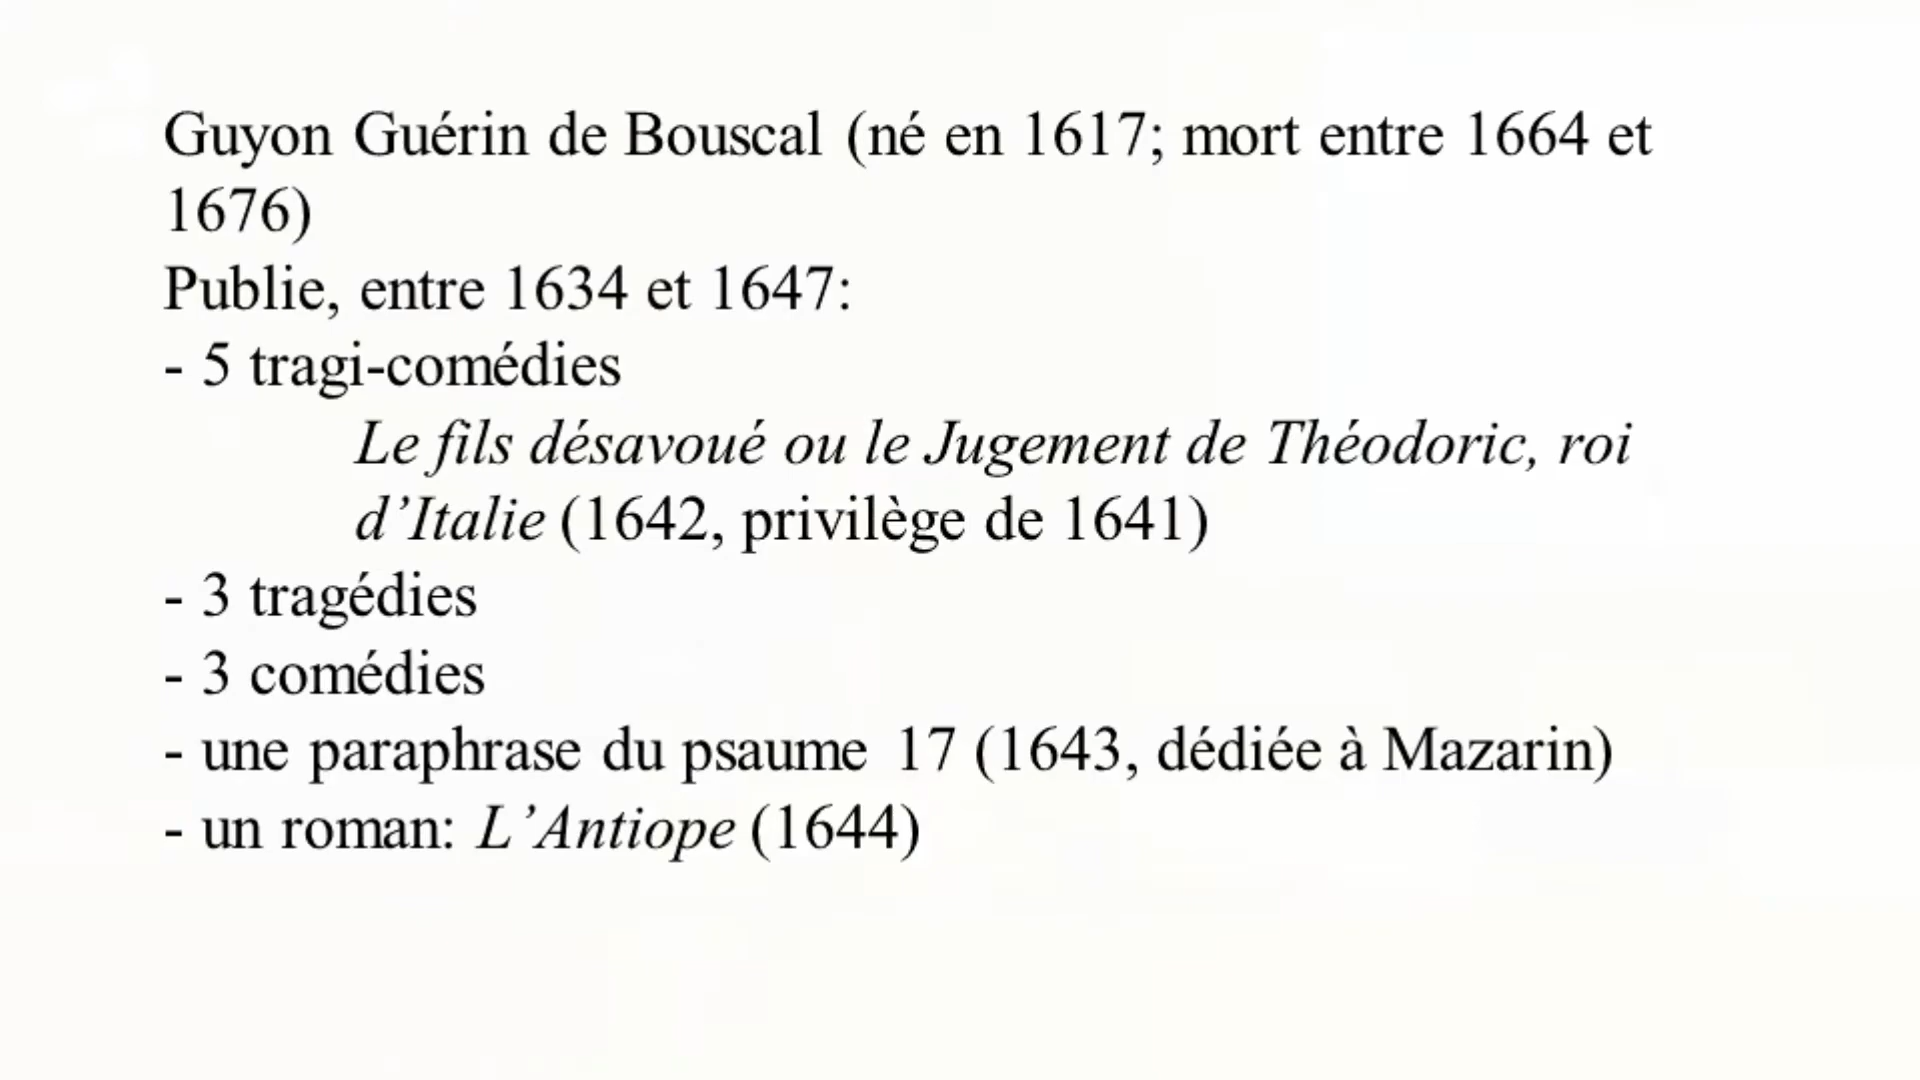 Guyon Guérin de Bouscal (né en 1617; mort entre 1664 et
1676)
Publie, entre 1634 et 1647:
- 5 tragi-comédies
Le fils désavoué ou le Jugement de Théodoric, roi
d’Italie (1642, privilège de 1641)
- 3 tragédies
- 3 comédies
- une paraphrase du psaume 17 (1643, dédiée à Mazarin)
- un roman: L’Antiope (1644)